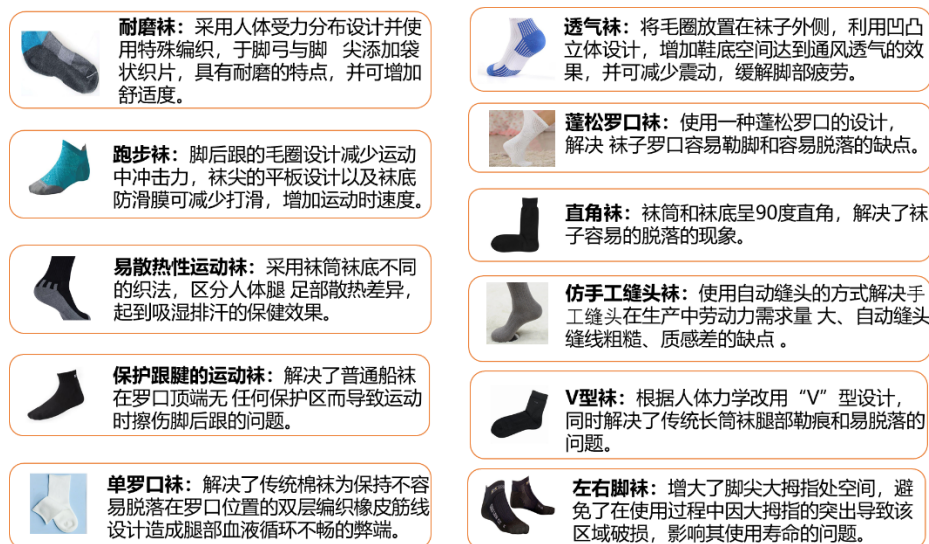 耐磨袜：采用人体受力分布设计并使
用特殊编织，于脚弓与脚 尖添加袋
状织片，具有耐磨的特点，并可增加
舒适度。
跑步袜：脚后跟的毛圈设计减少运动
中冲击力，袜尖的平板设计以及袜底
防滑膜可减少打滑，增加运动时速度。
易散热性运动袜：采用袜筒袜底不同
的织法，区分人体腿 足部散热差异，
起到吸湿排汗的保健效果。
保护跟腱的运动袜：解决了普通船袜
在罗口顶端无 任何保护区而导致运动
时擦伤脚后跟的问题。
单罗口袜：解决了传统棉袜为保持不容
易脱落在罗口位置的双层编织橡皮筋线
设计造成腿部血液循环不畅的弊端。
透气袜：将毛圈放置在袜子外侧，利用凹凸
立体设计，增加鞋底空间达到通风透气的效
果，并可减少震动，缓解脚部疲劳。
蓬松罗口袜：使用一种蓬松罗口的设计，
解决 袜子罗口容易勒脚和容易脱落的缺点。
直角袜：袜筒和袜底呈90度直角，解决了袜
子容易的脱落的现象。
仿手工缝头袜：使用自动缝头的方式解决手
工缝头在生产中劳动力需求量 大、自动缝头
缝线粗糙、质感差的缺点 。
V型袜：根据人体力学改用“V”型设计，
同时解决了传统长筒袜腿部勒痕和易脱落的
问题。
左右脚袜：增大了脚尖大拇指处空间，避
免了在使用过程中因大拇指的突出导致该
区域破损，影响其使用寿命的问题。